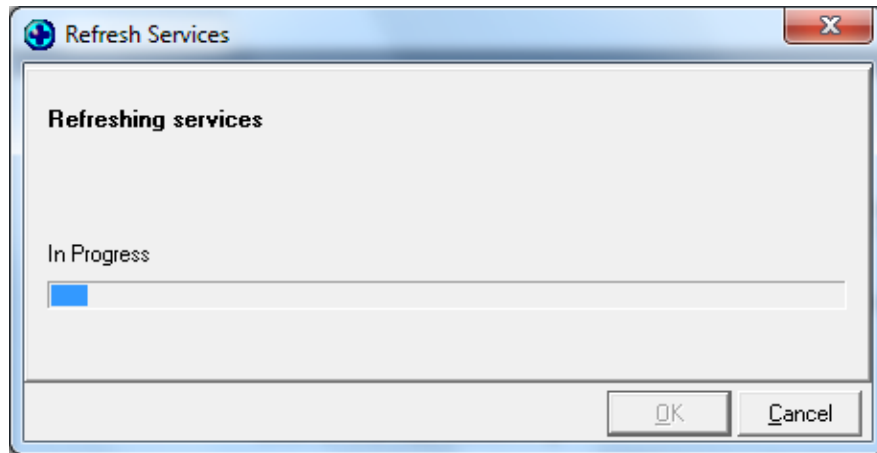 Refresh Services
Refreshing services
In Progress
OK
Cancel